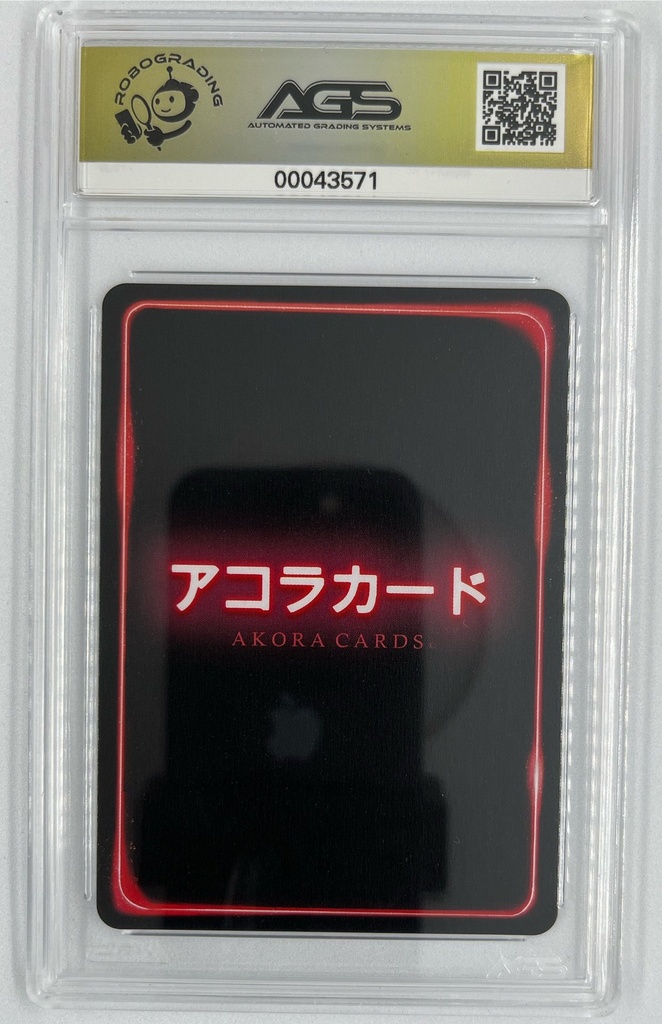 ROBOGRADING
AGS
AUTOMATED GRADING SYSTEMS
00043571
アコラカード
AKORA CARDS